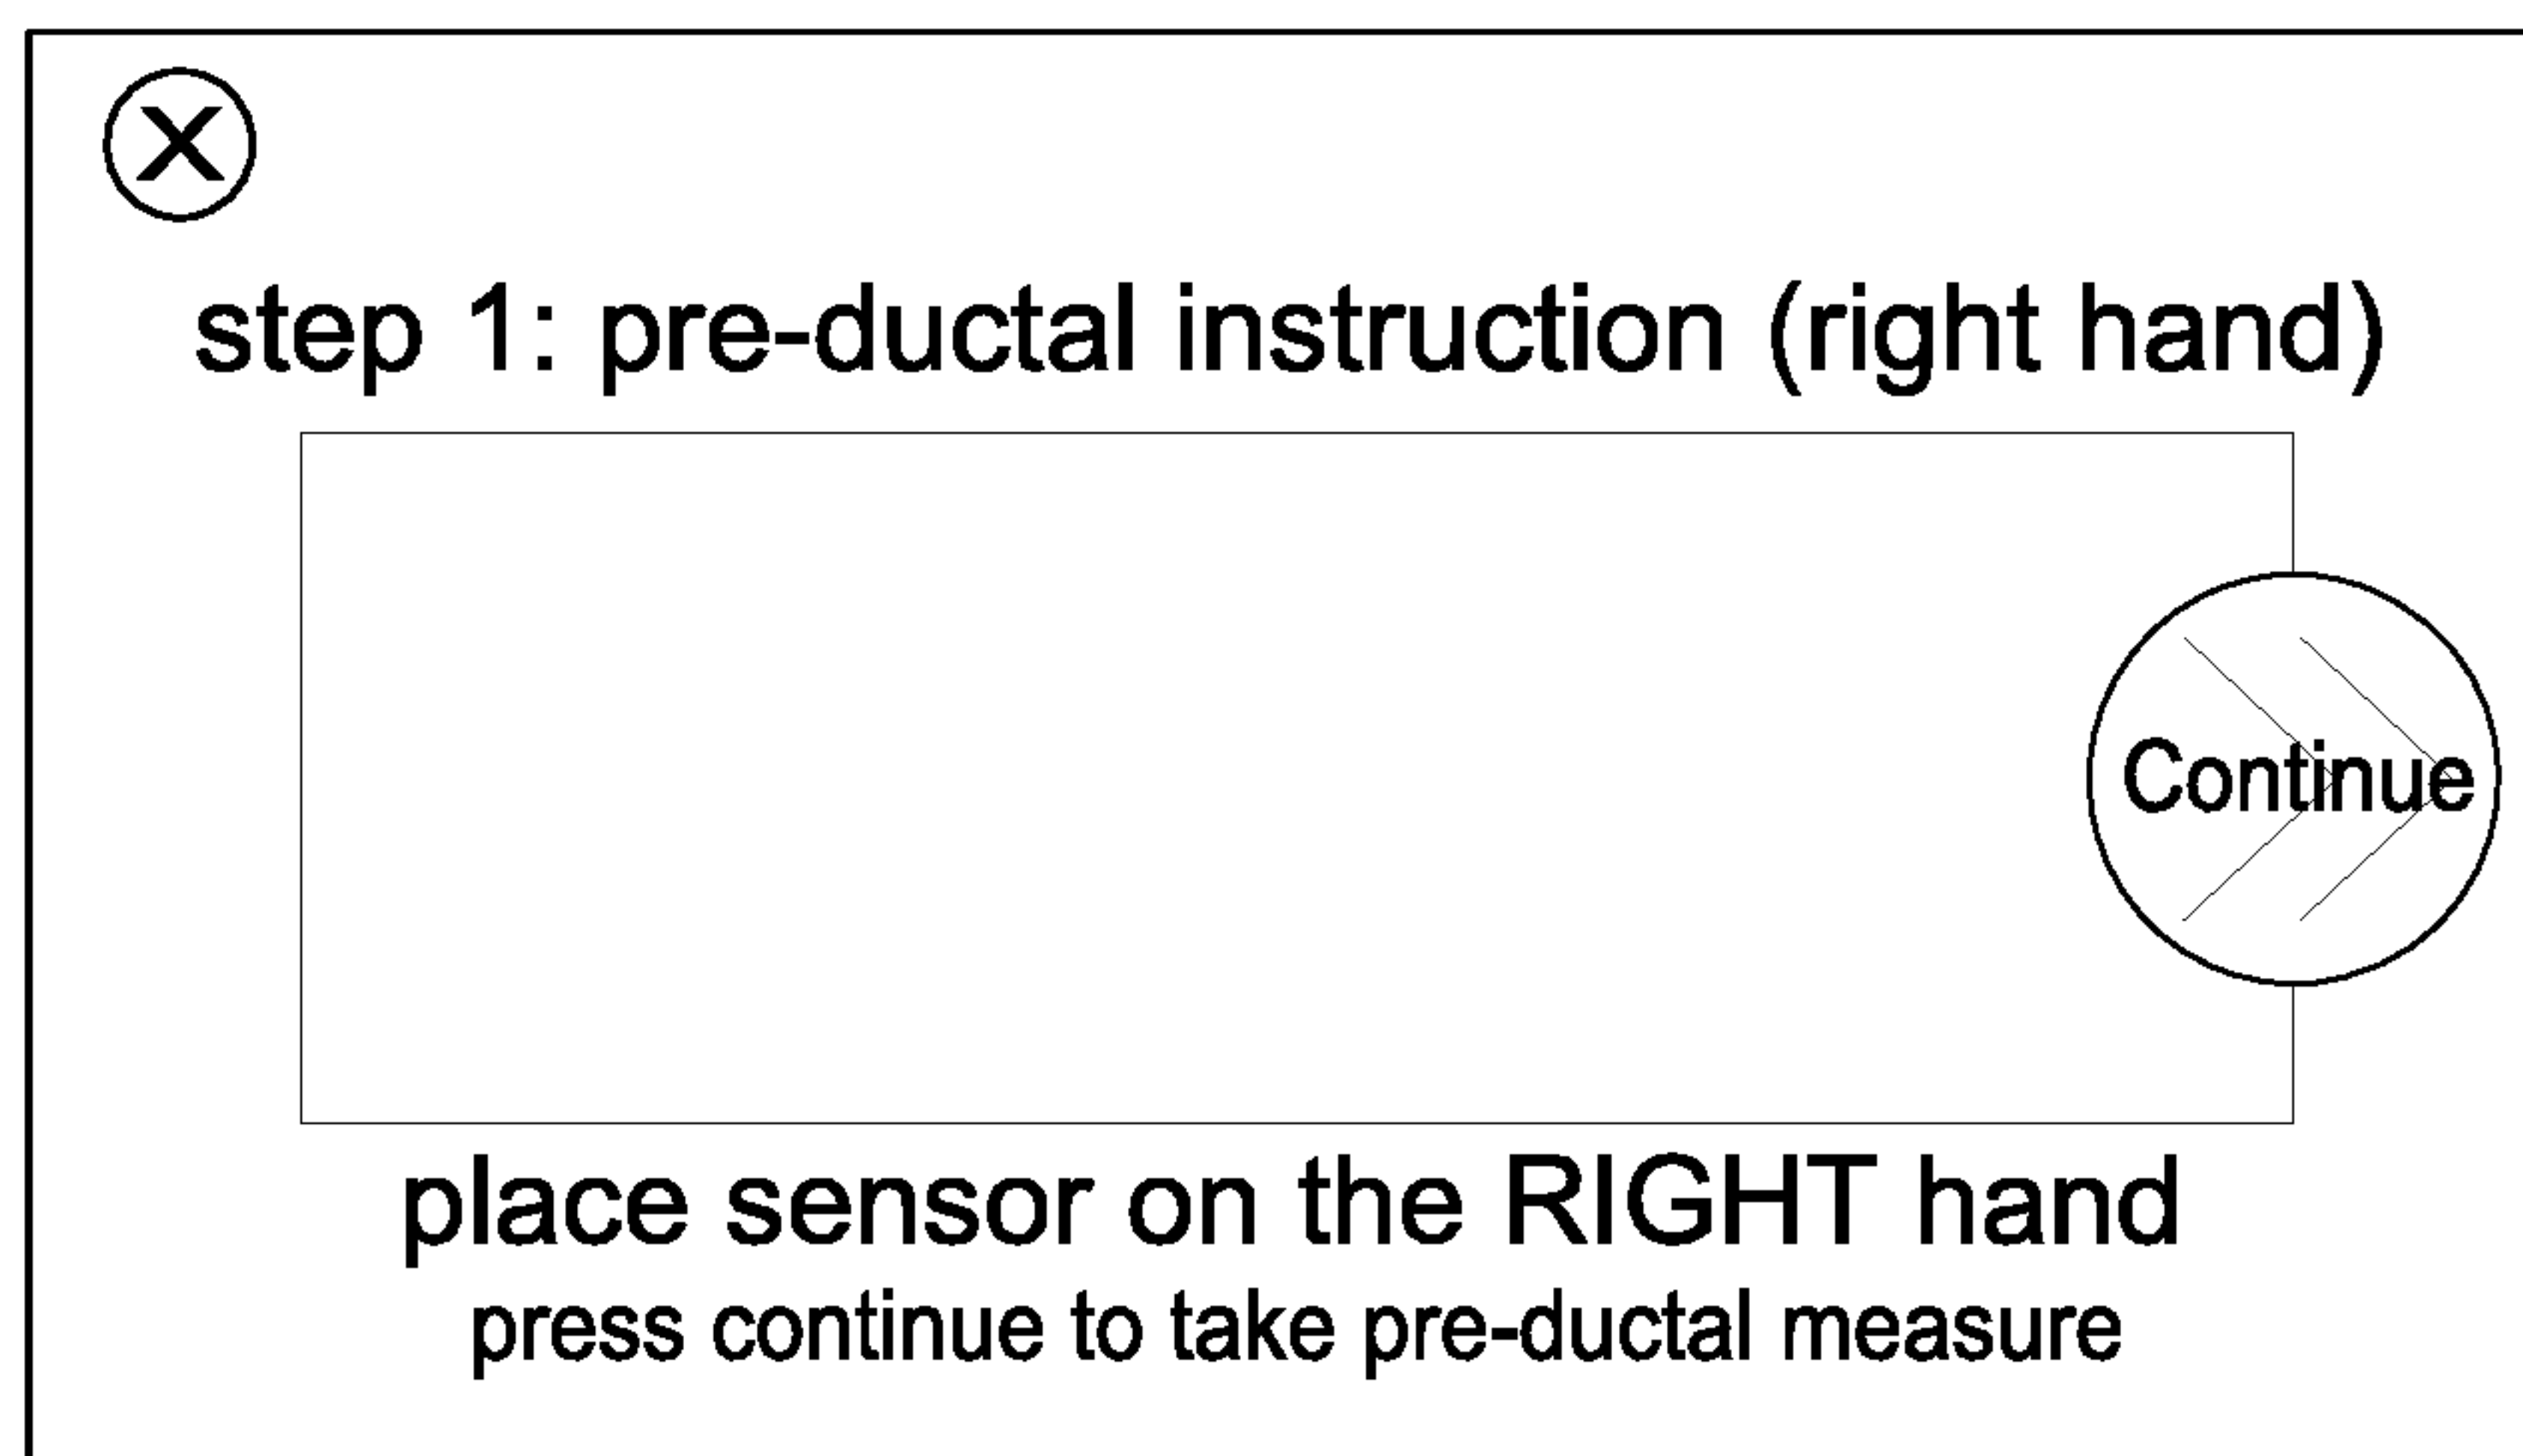 X
step 1: pre-ductal instruction (right hand)
Continue
place sensor on the RIGHT hand
press continue to take pre-ductal measure